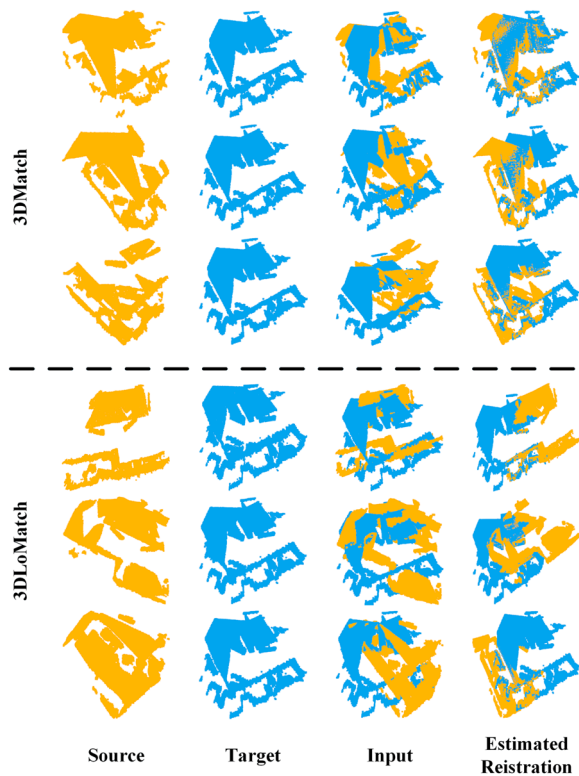 3DMatch
3DLoMatch
Source
Target
Input
Estimated
Reistration